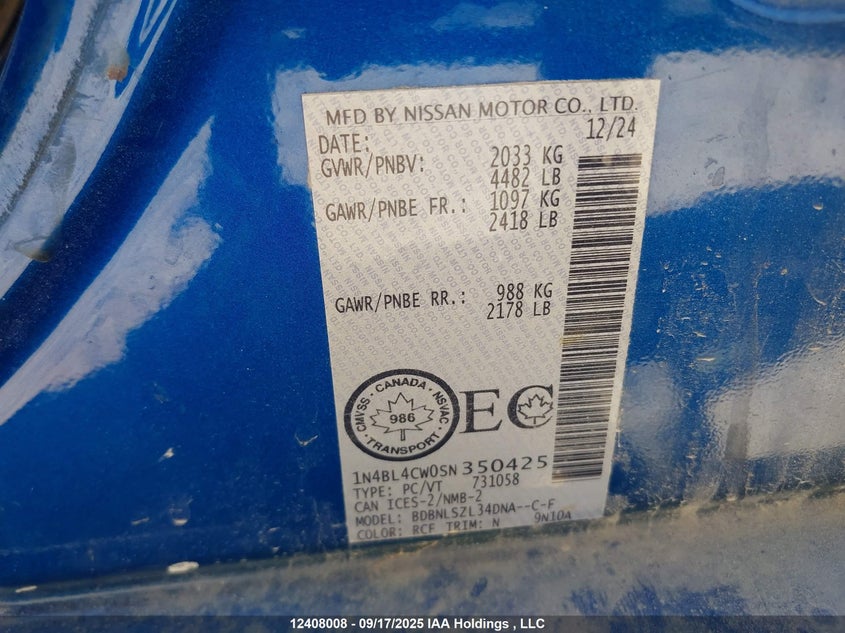 MFD BY NISSAN MOTOR CO., LTD.
DATE: 12/24
GVWR/PNBV: 2033 KG
4482 LB
GAWR/PNBE FR.: 1097 KG
2418 LB
GAWR/PNBE RR.: 988 KG
2178 LB
CMVSS · CANADA · NSVAC
986
TRANSPORT
EC
1N4BL4CW0SN350425
TYPE: PC/VT 731058
CAN ICES-2/NMB-2
MODEL: BDBNLSZL34DNA--C-F
COLOR: RCF TRIM: N 9N10A
12408008 - 09/17/2025 IAA Holdings , LLC